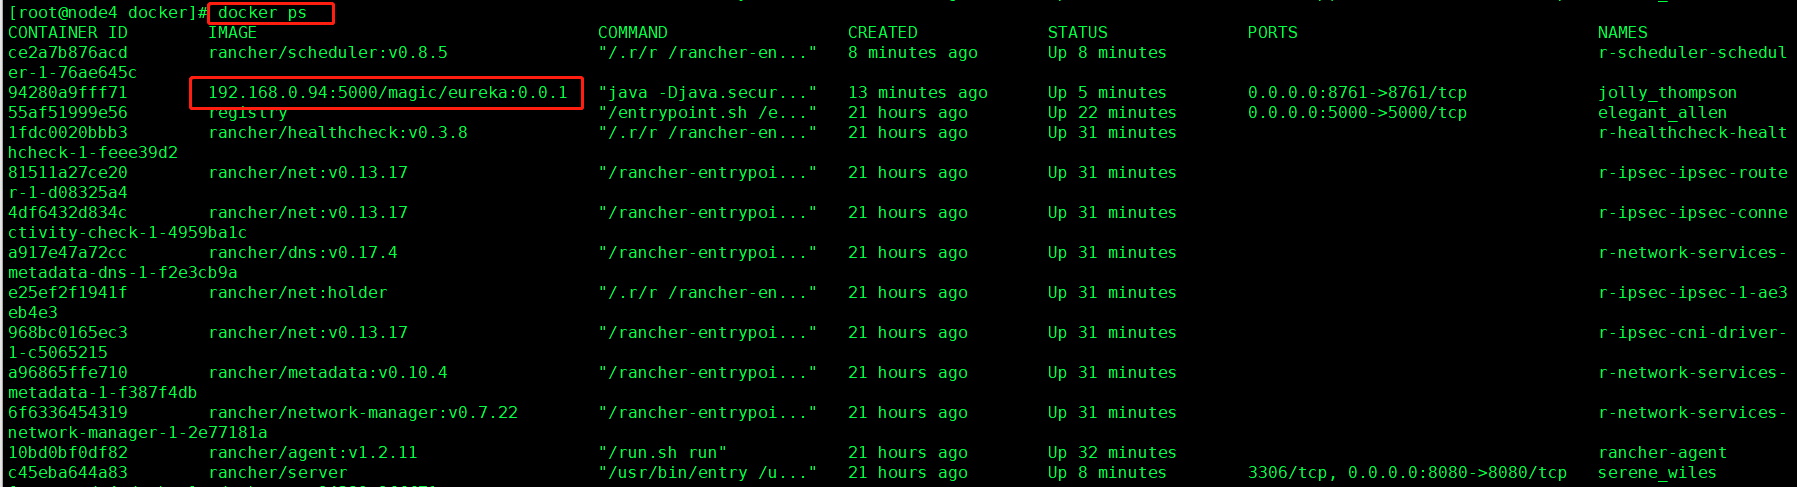 [root@node4 docker]# docker ps
CONTAINER ID        IMAGE                                  COMMAND                  CREATED             STATUS              PORTS                              NAMES
ce2a7b876acd        rancher/scheduler:v0.8.5               "/.r/r /rancher-en..."   8 minutes ago       Up 8 minutes                                           r-scheduler-schedul
er-1-76ae645c
94280a9fff71        192.168.0.94:5000/magic/eureka:0.0.1   "java -Djava.secur..."   13 minutes ago      Up 5 minutes        0.0.0.0:8761->8761/tcp             jolly_thompson
55af51999e56        registry                               "/entrypoint.sh /e..."   21 hours ago        Up 22 minutes       0.0.0.0:5000->5000/tcp             elegant_allen
1fdc0020bbb3        rancher/healthcheck:v0.3.8             "/.r/r /rancher-en..."   21 hours ago        Up 31 minutes                                          r-healthcheck-healt
hcheck-1-feee39d2
81511a27ce20        rancher/net:v0.13.17                   "/rancher-entrypoi..."   21 hours ago        Up 31 minutes                                          r-ipsec-ipsec-route
r-1-d08325a4
4df6432d834c        rancher/net:v0.13.17                   "/rancher-entrypoi..."   21 hours ago        Up 31 minutes                                          r-ipsec-ipsec-conne
ctivity-check-1-4959ba1c
a917e47a72cc        rancher/dns:v0.17.4                    "/rancher-entrypoi..."   21 hours ago        Up 31 minutes                                          r-network-services-
metadata-dns-1-f2e3cb9a
e25ef2f1941f        rancher/net:holder                     "/.r/r /rancher-en..."   21 hours ago        Up 31 minutes                                          r-ipsec-ipsec-1-ae3
eb4e3
968bc0165ec3        rancher/net:v0.13.17                   "/rancher-entrypoi..."   21 hours ago        Up 31 minutes                                          r-ipsec-cni-driver-
1-c5065215
a96865ffe710        rancher/metadata:v0.10.4               "/rancher-entrypoi..."   21 hours ago        Up 31 minutes                                          r-network-services-
metadata-1-f387f4db
6f6336454319        rancher/network-manager:v0.7.22        "/rancher-entrypoi..."   21 hours ago        Up 31 minutes                                          r-network-services-
network-manager-1-2e77181a
10bd0bf0df82        rancher/agent:v1.2.11                  "/run.sh run"            21 hours ago        Up 32 minutes                                          rancher-agent
c45eba644a83        rancher/server                         "/usr/bin/entry /u..."   21 hours ago        Up 8 minutes        3306/tcp, 0.0.0.0:8080->8080/tcp   serene_wiles